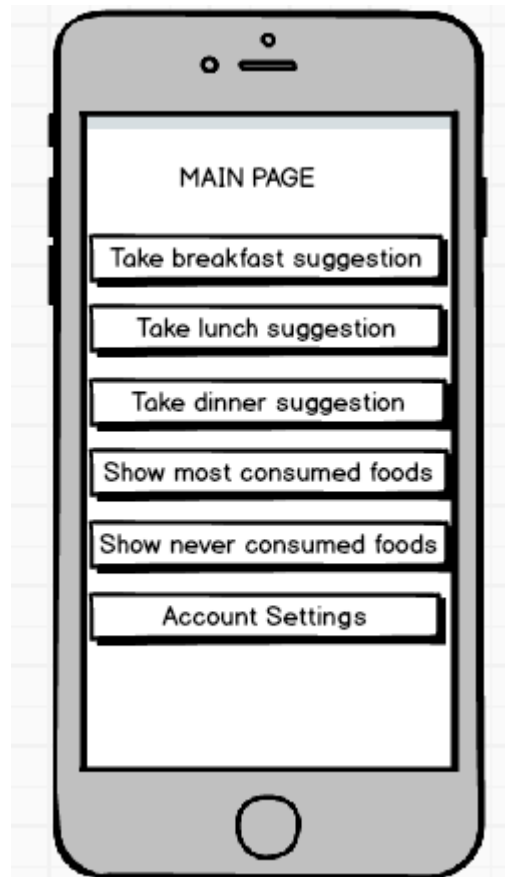 MAIN PAGE
Take breakfast suggestion
Take lunch suggestion
Take dinner suggestion
Show most consumed foods
Show never consumed foods
Account Settings